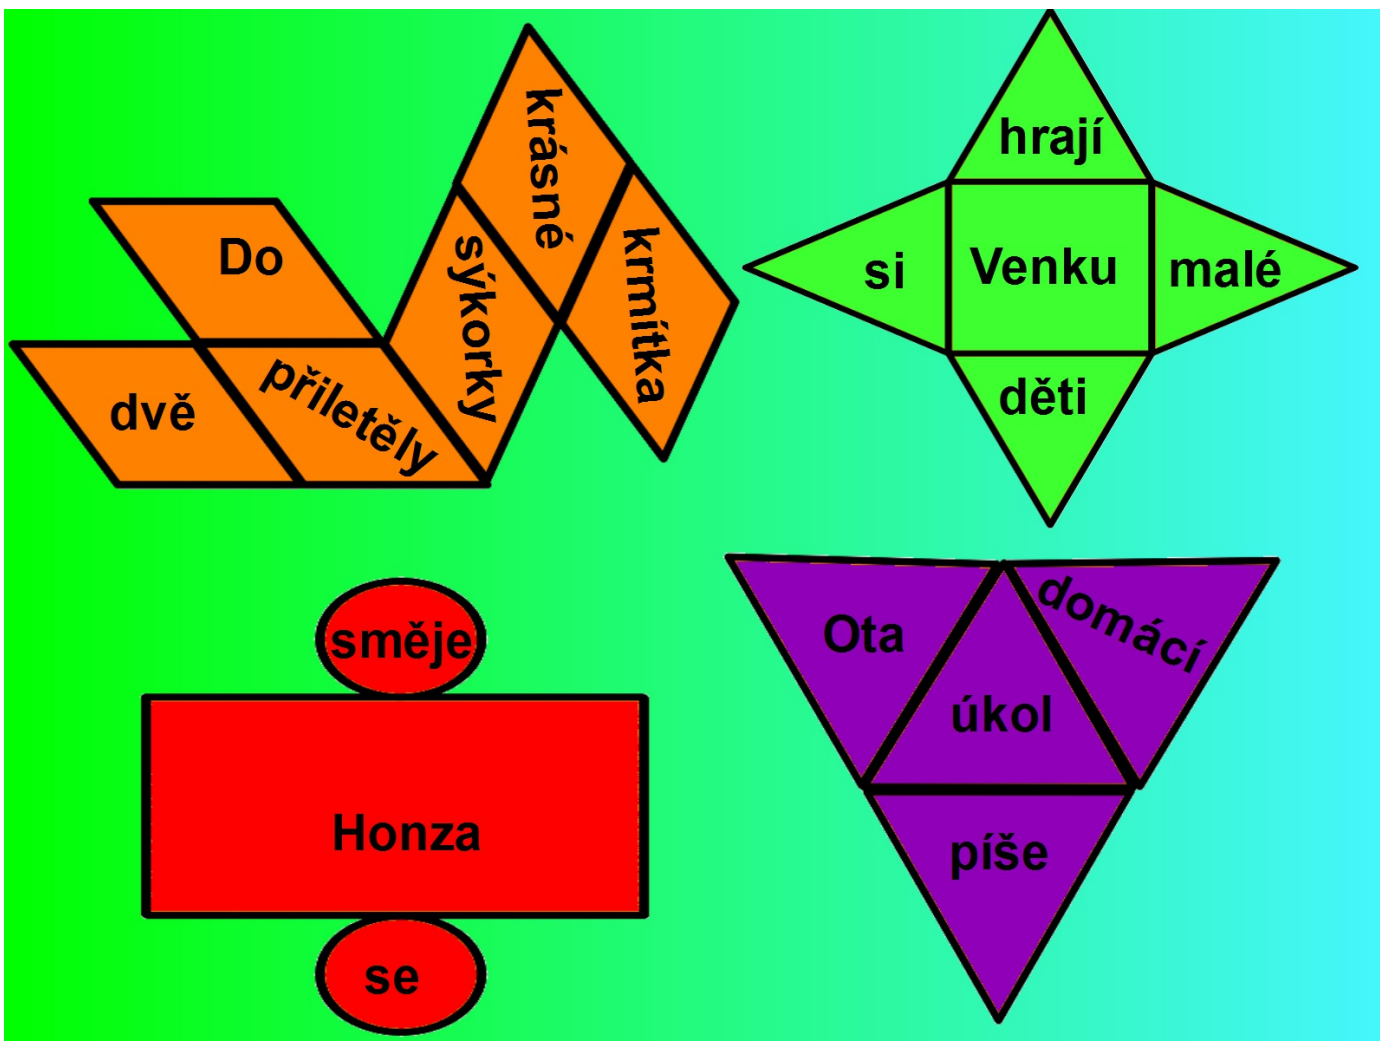 Do
dvě
přiletěly
sýkorky
krásné
krmítka
hrají
si
Venku
malé
děti
směje
Honza
se
Ota
domácí
úkol
píše